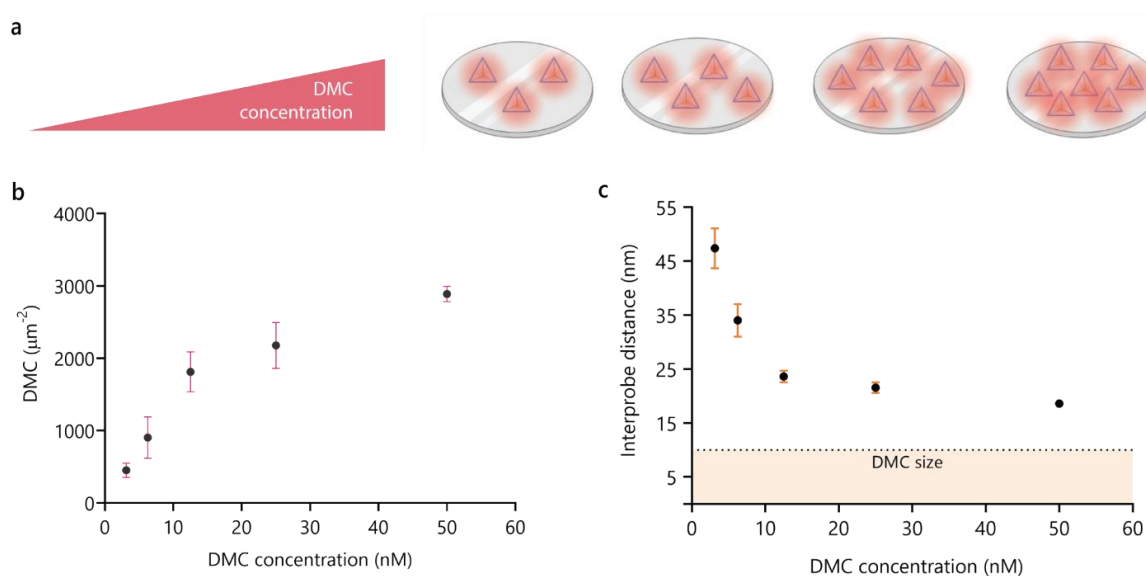 a
DMC
concentration
b
4000
3000
2000
1000
0
DMC (μm⁻²)
0 10 20 30 40 50 60
DMC concentration (nM)
c
55
45
35
25
15
5
Interprobe distance (nm)
DMC size
0 10 20 30 40 50 60
DMC concentration (nM)